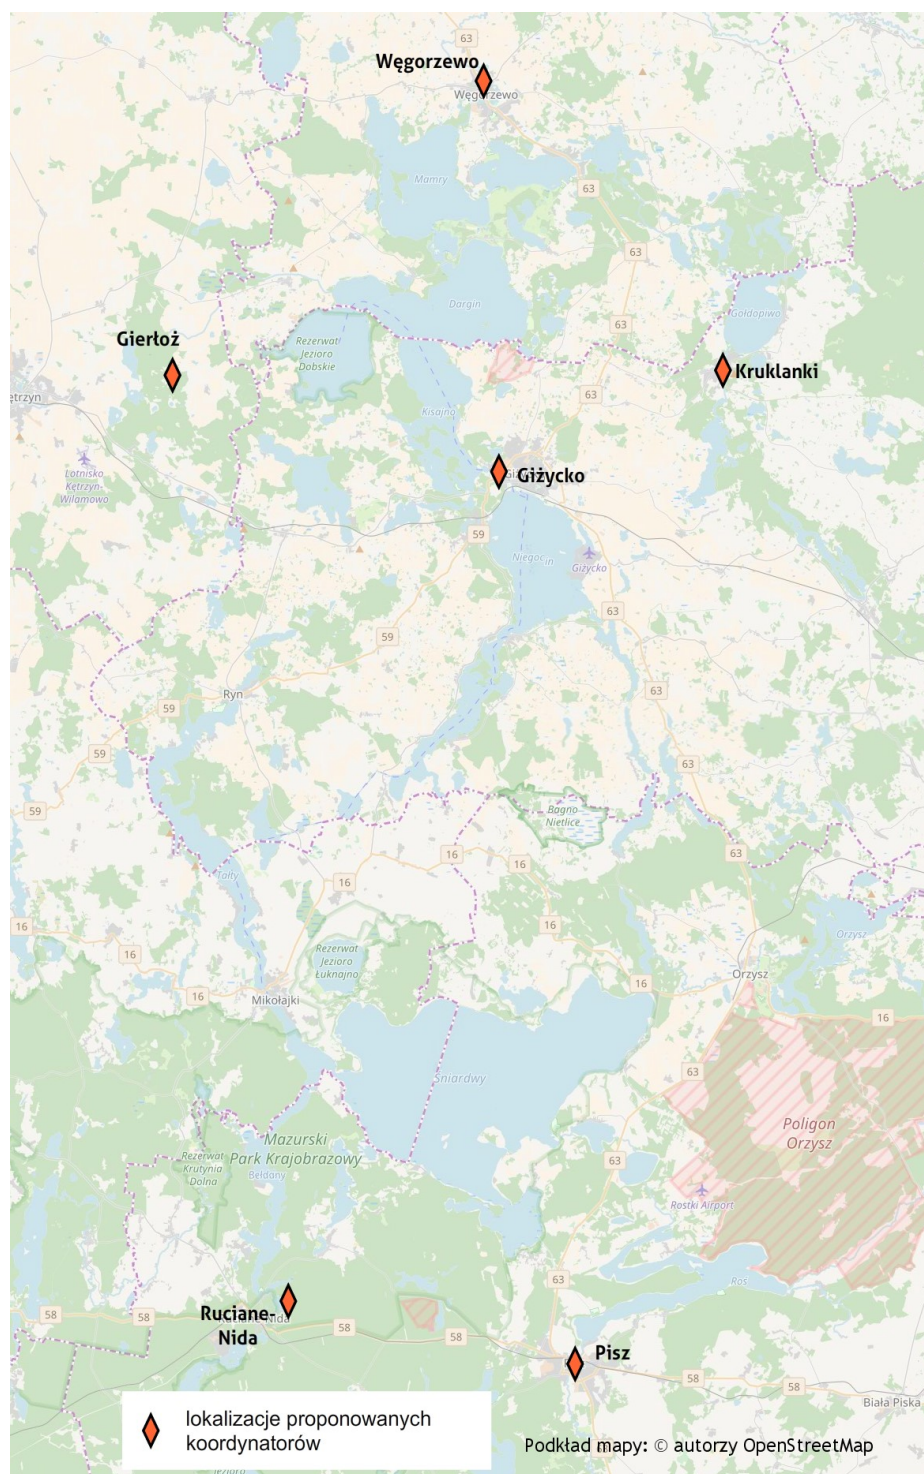 63
Węgorzewo
Węgorzewo
Mamry
63
63
Dargin
Gołdopiwo
63
Gierłoż
Rezerwat
Jezioro
Dobskie
Kruklanki
ętrzyn
63
Kisajno
Lotnisko
Kętrzyn-
Wilamowo
Giżycko
59
Niegocin
Giżycko
63
59
Ryn
63
59
59
63
59
Bagno
Nietlice
63
16
16
16
Tałty
16
Orzysz
Rezerwat
Jezioro
Łuknajno
16
Orzysz
16
16
Mikołajki
16
63
Śniardwy
Poligon
Orzysz
Mazurski
Park Krajobrazowy
Bełdany
Rezerwat
Krutynia
Dolna
63
Rostki Airport
63
Roś
Ruciane-
Nida
58
58
58
58
Pisz
58
58
Biała Piska
lokalizacje proponowanych
koordynatorów
Podkład mapy: © autorzy OpenStreetMap